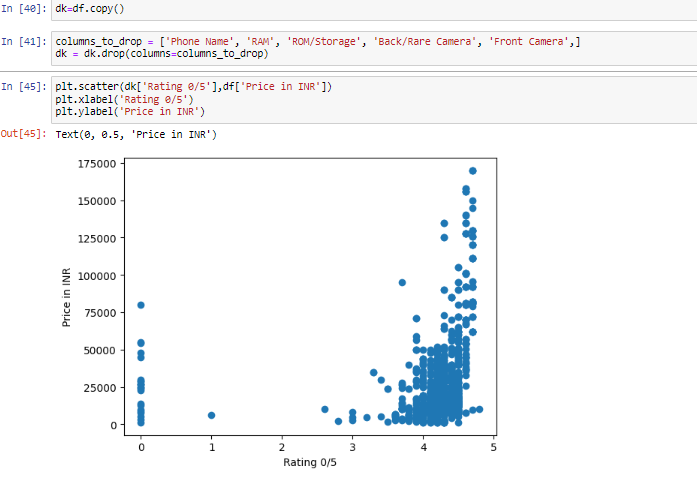 In [40]: dk=df.copy()
In [41]: columns_to_drop = ['Phone Name', 'RAM', 'ROM/Storage', 'Back/Rare Camera', 'Front Camera',]
dk = dk.drop(columns=columns_to_drop)
In [45]: plt.scatter(dk['Rating 0/5'],df['Price in INR'])
plt.xlabel('Rating 0/5')
plt.ylabel('Price in INR')
Out[45]: Text(0, 0.5, 'Price in INR')
175000
150000
125000
100000
75000
50000
25000
0
Price in INR
0 1 2 3 4 5
Rating 0/5